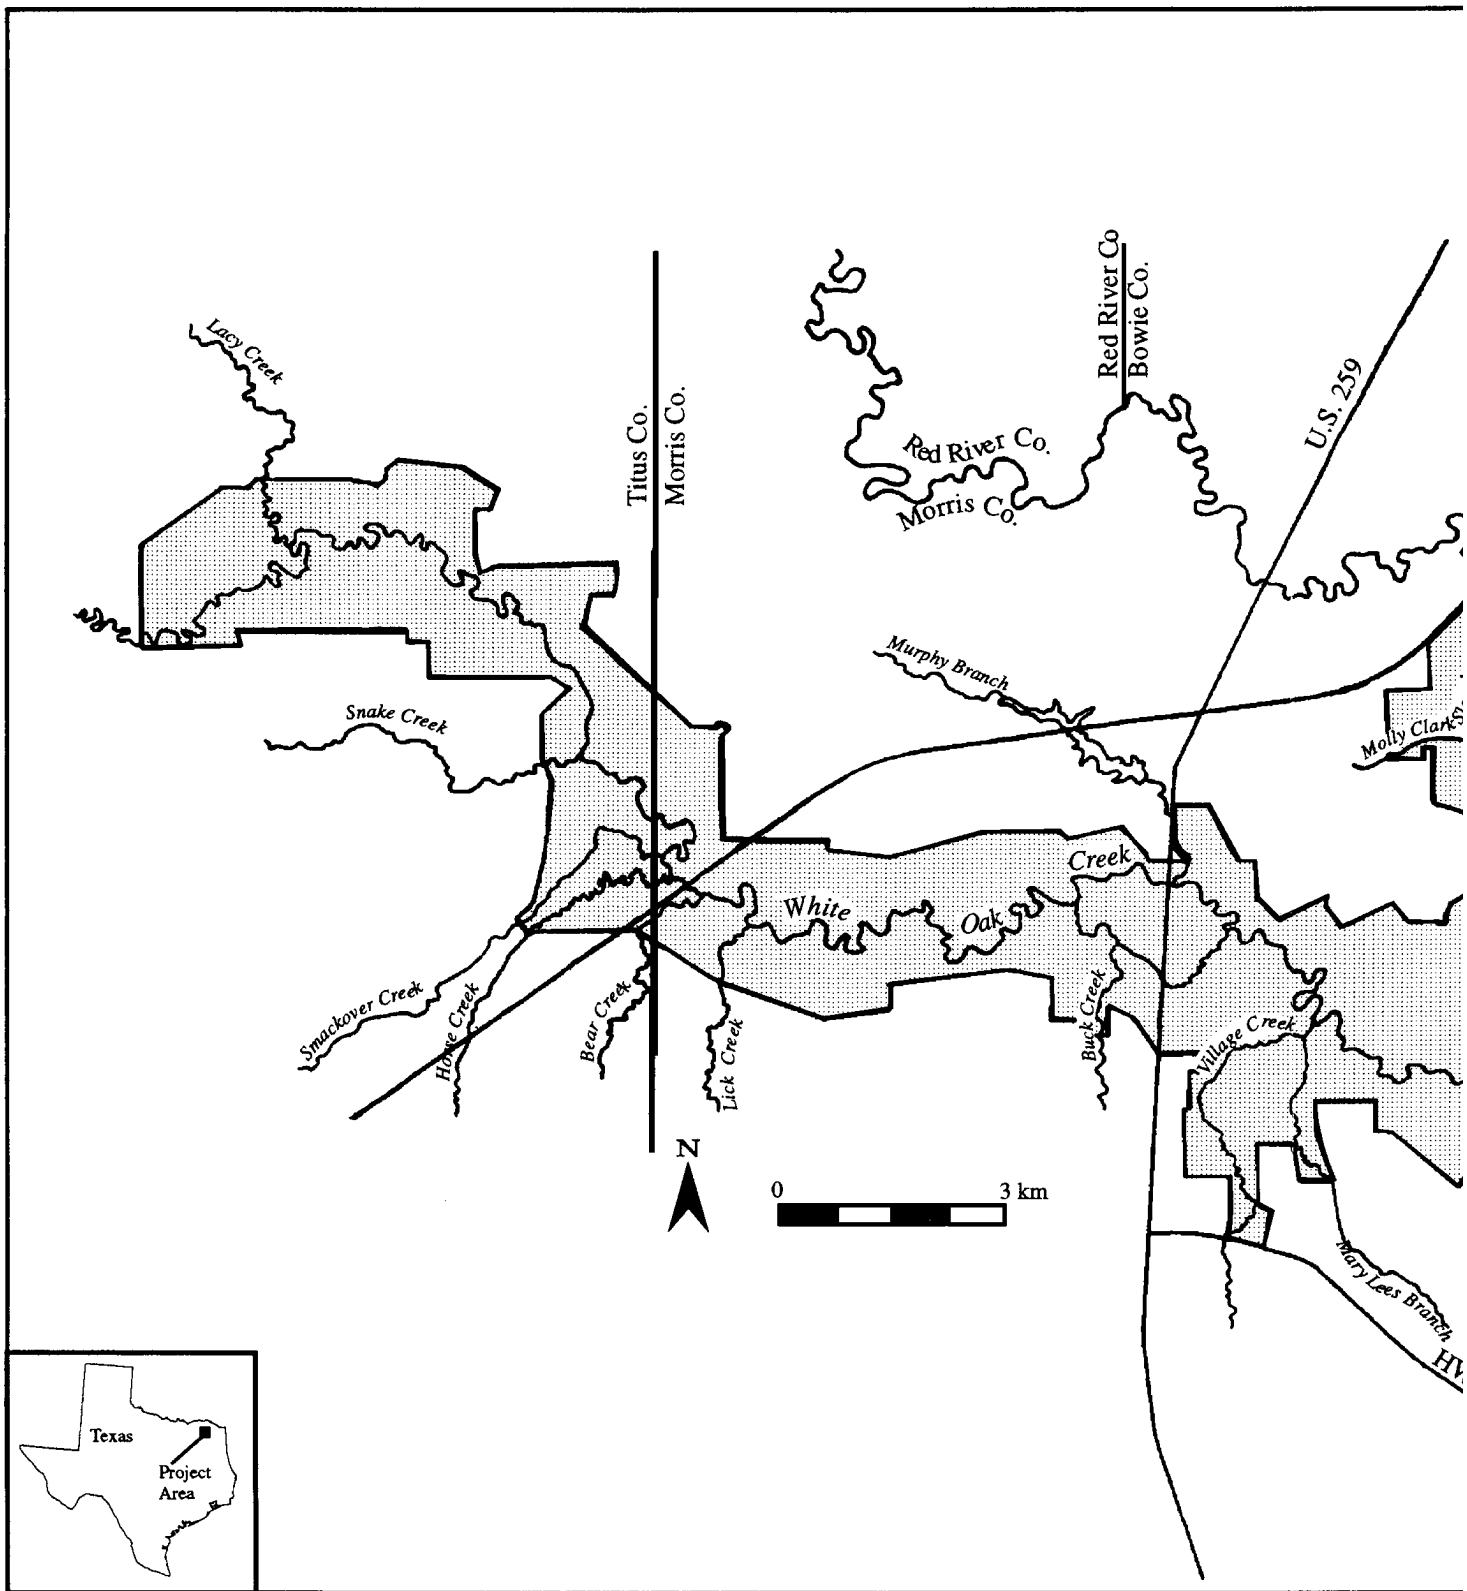 Red River Co
Bowie Co.
Lacy Creek
U.S. 259
Titus Co.
Morris Co.
Red River Co.
Morris Co.
Murphy Branch
Snake Creek
Molly Clark
Creek
White
Oak
Smackover Creek
Horse Creek
Bear Creek
Lick Creek
Buck Creek
Village Creek
N
0 3 km
Mary Lees Branch
Texas
Project
Area